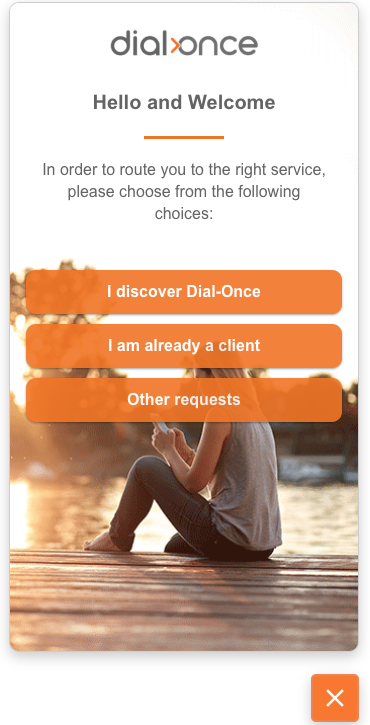 dial once
Hello and Welcome
In order to route you to the right service,
please choose from the following
choices:
I discover Dial-Once
I am already a client
Other requests